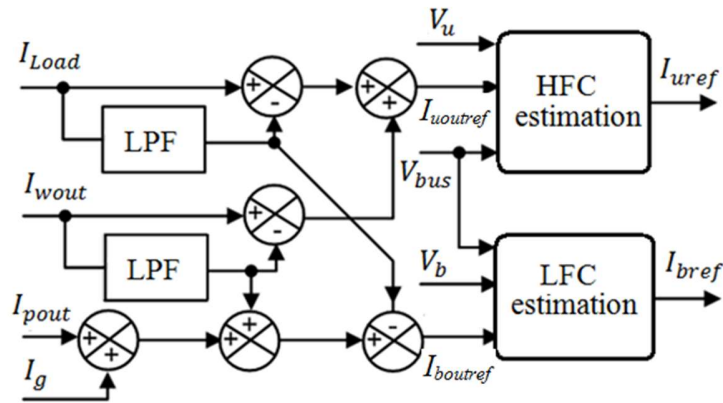 I_Load
+
-
LPF
+
+
V_u
I_uoutref
HFC
estimation
I_uref
V_bus
I_wout
+
-
LPF
I_pout
+
+
I_g
+
+
+
-
I_boutref
V_b
LFC
estimation
I_bref